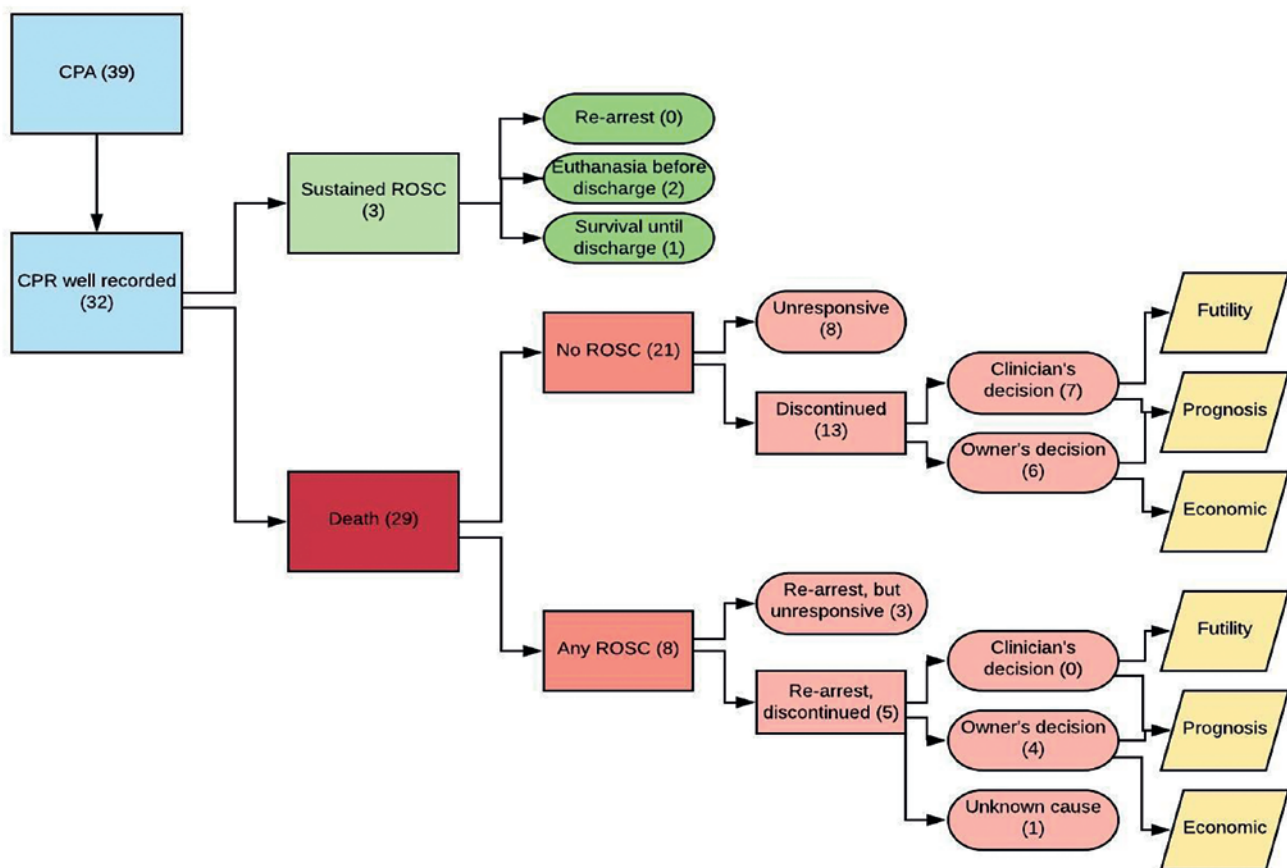 CPA (39)
CPR well recorded
(32)
Sustained ROSC
(3)
Re-arrest (0)
Euthanasia before
discharge (2)
Survival until
discharge (1)
Death (29)
No ROSC (21)
Unresponsive
(8)
Discontinued
(13)
Clinician's
decision (7)
Owner's decision
(6)
Futility
Prognosis
Economic
Any ROSC (8)
Re-arrest, but
unresponsive (3)
Re-arrest,
discontinued (5)
Clinician's
decision (0)
Owner's decision
(4)
Unknown cause
(1)
Futility
Prognosis
Economic